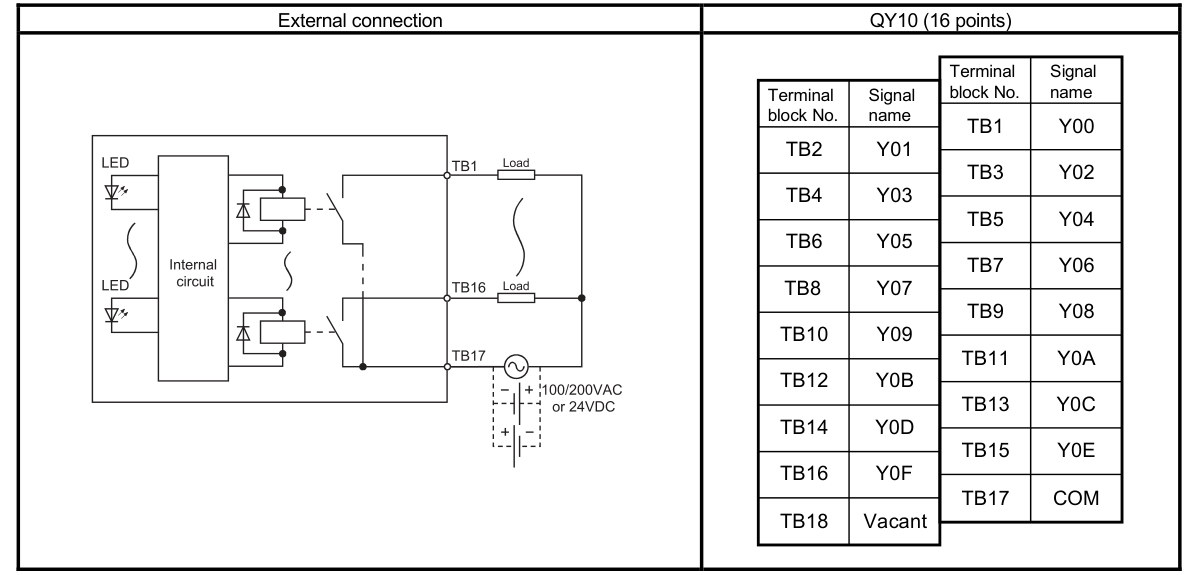 External connection
QY10 (16 points)
LED
LED
Internal
circuit
TB1
Load
TB16
Load
TB17
− +
100/200VAC
or 24VDC
+ −
Terminal
block No.
Signal
name
TB2 Y01
TB4 Y03
TB6 Y05
TB8 Y07
TB10 Y09
TB12 Y0B
TB14 Y0D
TB16 Y0F
TB18 Vacant
Terminal
block No.
Signal
name
TB1 Y00
TB3 Y02
TB5 Y04
TB7 Y06
TB9 Y08
TB11 Y0A
TB13 Y0C
TB15 Y0E
TB17 COM